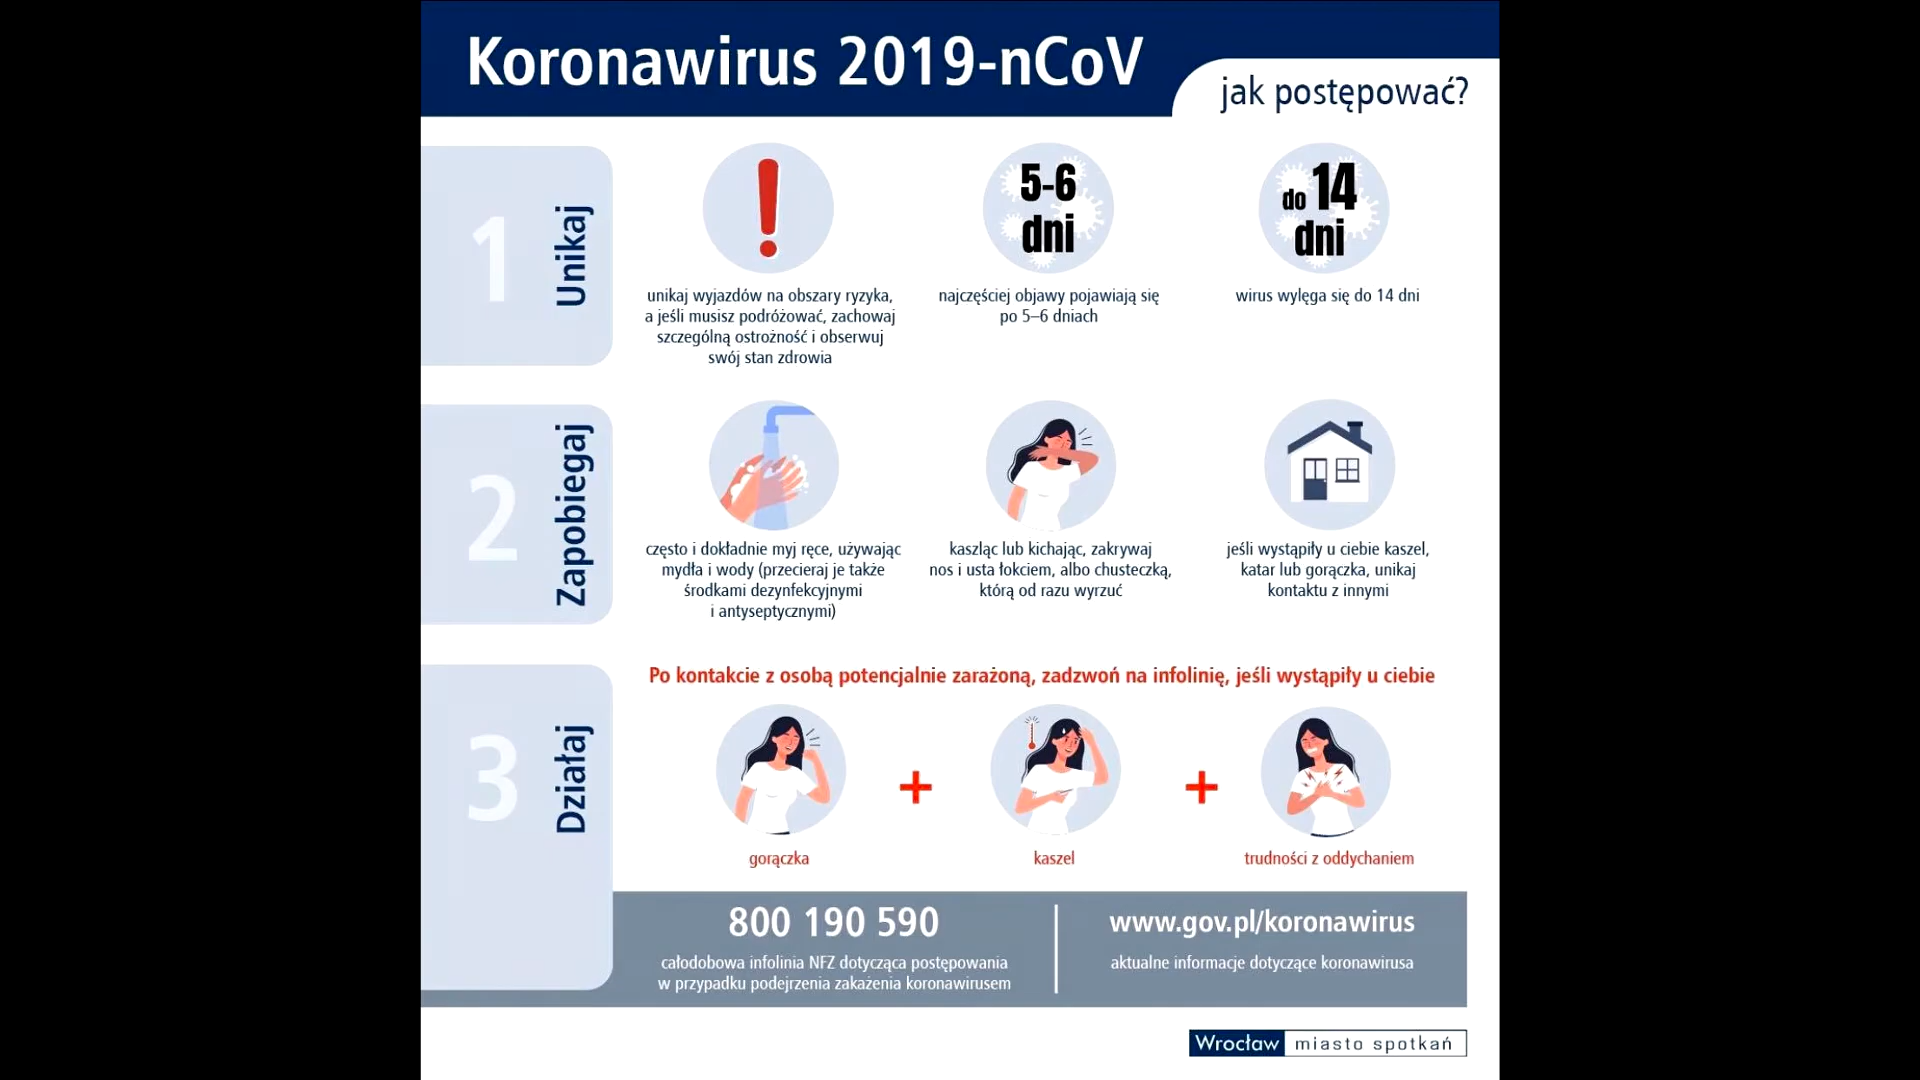 Koronawirus 2019-nCoV
jak postępować?
1
Unikaj
5-6
dni
do 14
dni
unikaj wyjazdów na obszary ryzyka,
a jeśli musisz podróżować, zachowaj
szczególną ostrożność i obserwuj
swój stan zdrowia
najczęściej objawy pojawiają się
po 5–6 dniach
wirus wylęga się do 14 dni
2
Zapobiegaj
często i dokładnie myj ręce, używając
mydła i wody (przecieraj je także
środkami dezynfekcyjnymi
i antyseptycznymi)
kaszląc lub kichając, zakrywaj
nos i usta łokciem, albo chusteczką,
którą od razu wyrzuć
jeśli wystąpiły u ciebie kaszel,
katar lub gorączka, unikaj
kontaktu z innymi
3
Działaj
Po kontakcie z osobą potencjalnie zarażoną, zadzwoń na infolinię, jeśli wystąpiły u ciebie
+
+
gorączka
kaszel
trudności z oddychaniem
800 190 590
całodobowa infolinia NFZ dotycząca postępowania
w przypadku podejrzenia zakażenia koronawirusem
www.gov.pl/koronawirus
aktualne informacje dotyczące koronawirusa
Wrocław miasto spotkań